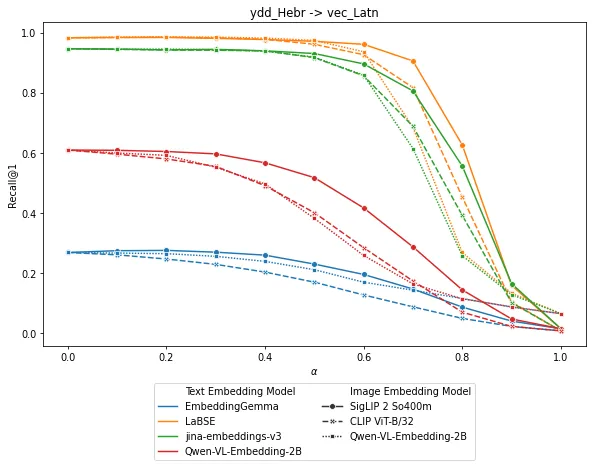 ydd_Hebr -> vec_Latn
1.0
0.8
0.6
0.4
0.2
0.0
Recall@1
0.0 0.2 0.4 0.6 0.8 1.0
α
Text Embedding Model Image Embedding Model
EmbeddingGemma SigLIP 2 So400m
LaBSE CLIP ViT-B/32
jina-embeddings-v3 Qwen-VL-Embedding-2B
Qwen-VL-Embedding-2B